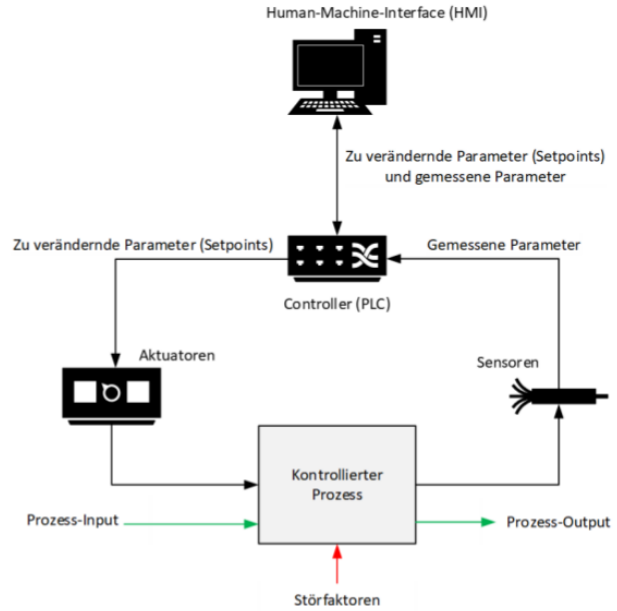 Human-Machine-Interface (HMI)
Zu verändernde Parameter (Setpoints)
und gemessene Parameter
Zu verändernde Parameter (Setpoints)
Gemessene Parameter
Controller (PLC)
Aktuatoren
Sensoren
Kontrollierter
Prozess
Prozess-Input
Prozess-Output
Störfaktoren